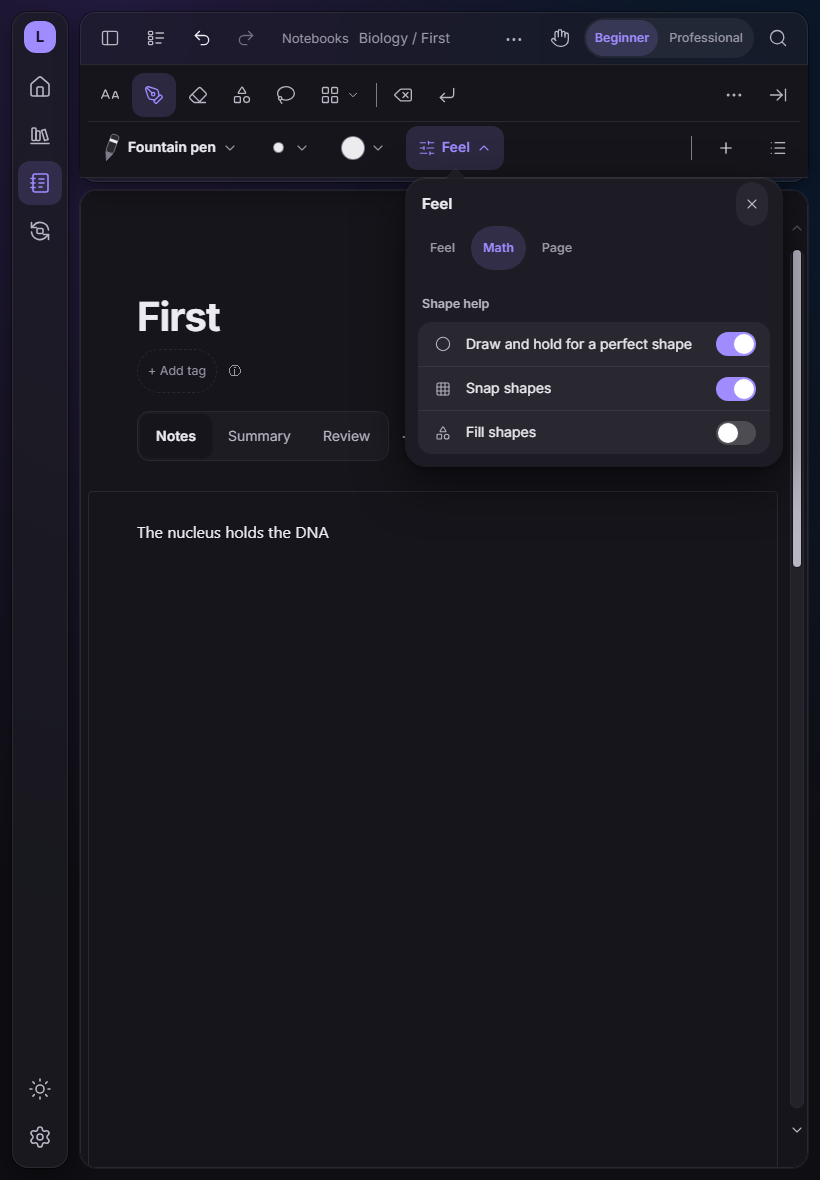 L
Notebooks Biology / First
Beginner Professional
AA
Fountain pen
Feel
Feel
Feel Math Page
Shape help
Draw and hold for a perfect shape
Snap shapes
Fill shapes
First
+ Add tag
Notes Summary Review
The nucleus holds the DNA